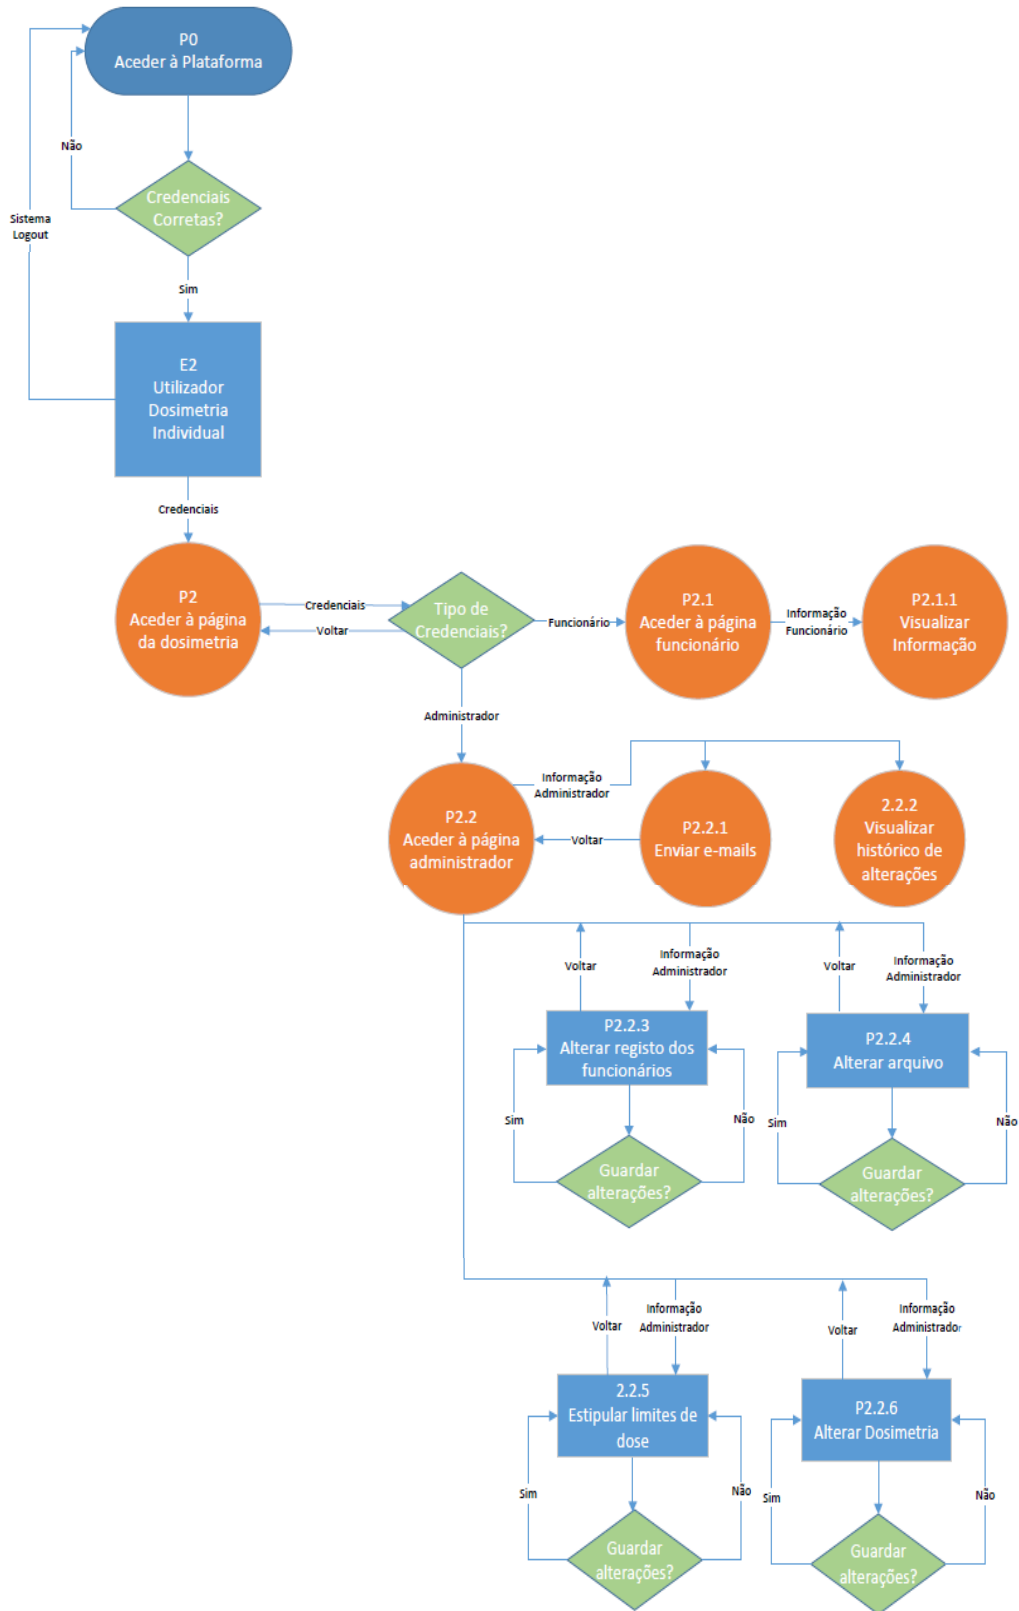 P0
Aceder à Plataforma
Não
Credenciais
Corretas?
Sistema
Logout
Sim
E2
Utilizador
Dosimetria
Individual
Credenciais
P2
Aceder à página
da dosimetria
Credenciais
Voltar
Tipo de
Credenciais?
Funcionário
P2.1
Aceder à página
funcionário
Informação
Funcionário
P2.1.1
Visualizar
Informação
Administrador
P2.2
Aceder à página
administrador
Informação
Administrador
Voltar
P2.2.1
Enviar e-mails
2.2.2
Visualizar
histórico de
alterações
Voltar
Informação
Administrador
Voltar
Informação
Administrador
P2.2.3
Alterar registo dos
funcionários
Sim
Não
Guardar
alterações?
P2.2.4
Alterar arquivo
Sim
Não
Guardar
alterações?
Voltar
Informação
Administrador
Voltar
Informação
Administrador
2.2.5
Estipular limites de
dose
Sim
Não
Guardar
alterações?
P2.2.6
Alterar Dosimetria
Sim
Não
Guardar
alterações?